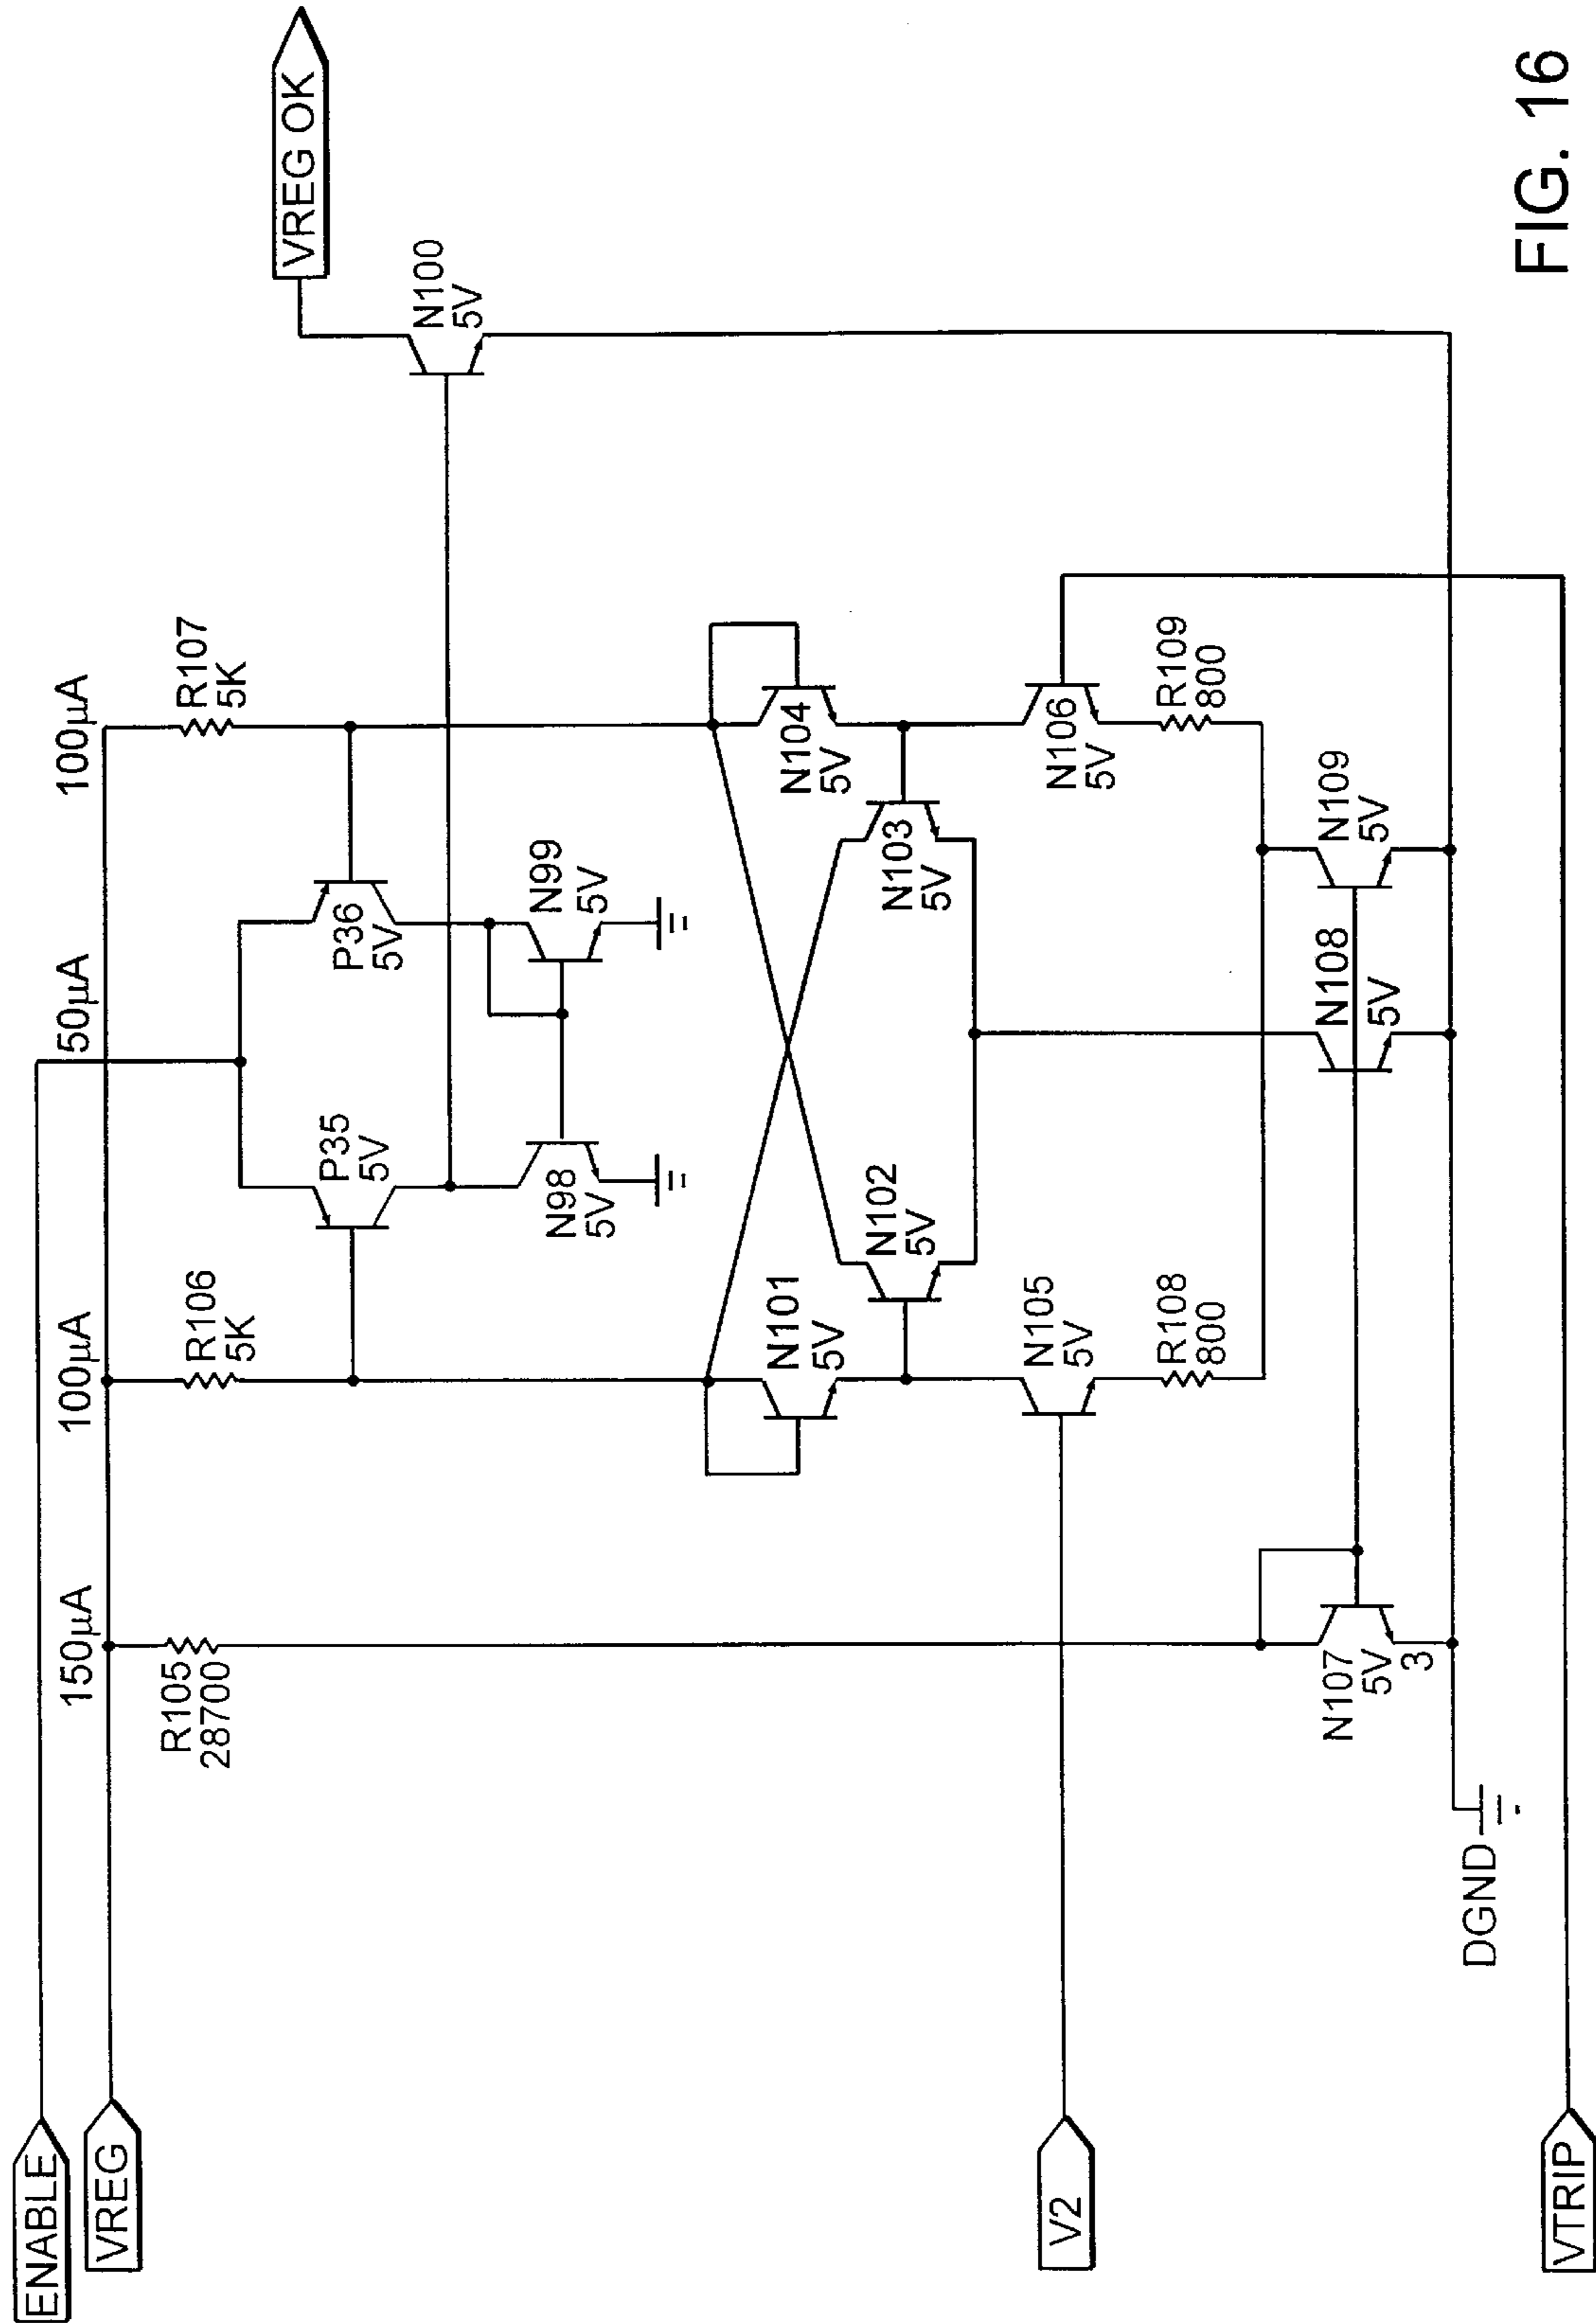 ENABLE
VREG
V2
VTRIP
150μA
100μA
50μA
100μA
R105
28700
R106
5K
R107
5K
P35
5V
P36
5V
N98
5V
N99
5V
N100
5V
VREG OK
N101
5V
N102
5V
N103
5V
N104
5V
N105
5V
N106
5V
R108
800
R109
800
N107
5V
3
N108
5V
N109
5V
DGND
FIG. 16